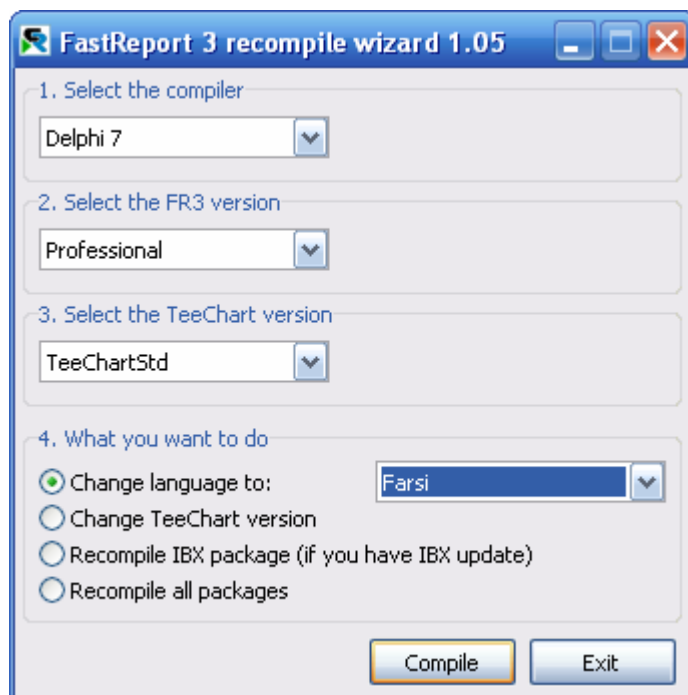 FastReport 3 recompile wizard 1.05
1. Select the compiler
Delphi 7
2. Select the FR3 version
Professional
3. Select the TeeChart version
TeeChartStd
4. What you want to do
Change language to: Farsi
Change TeeChart version
Recompile IBX package (if you have IBX update)
Recompile all packages
Compile Exit